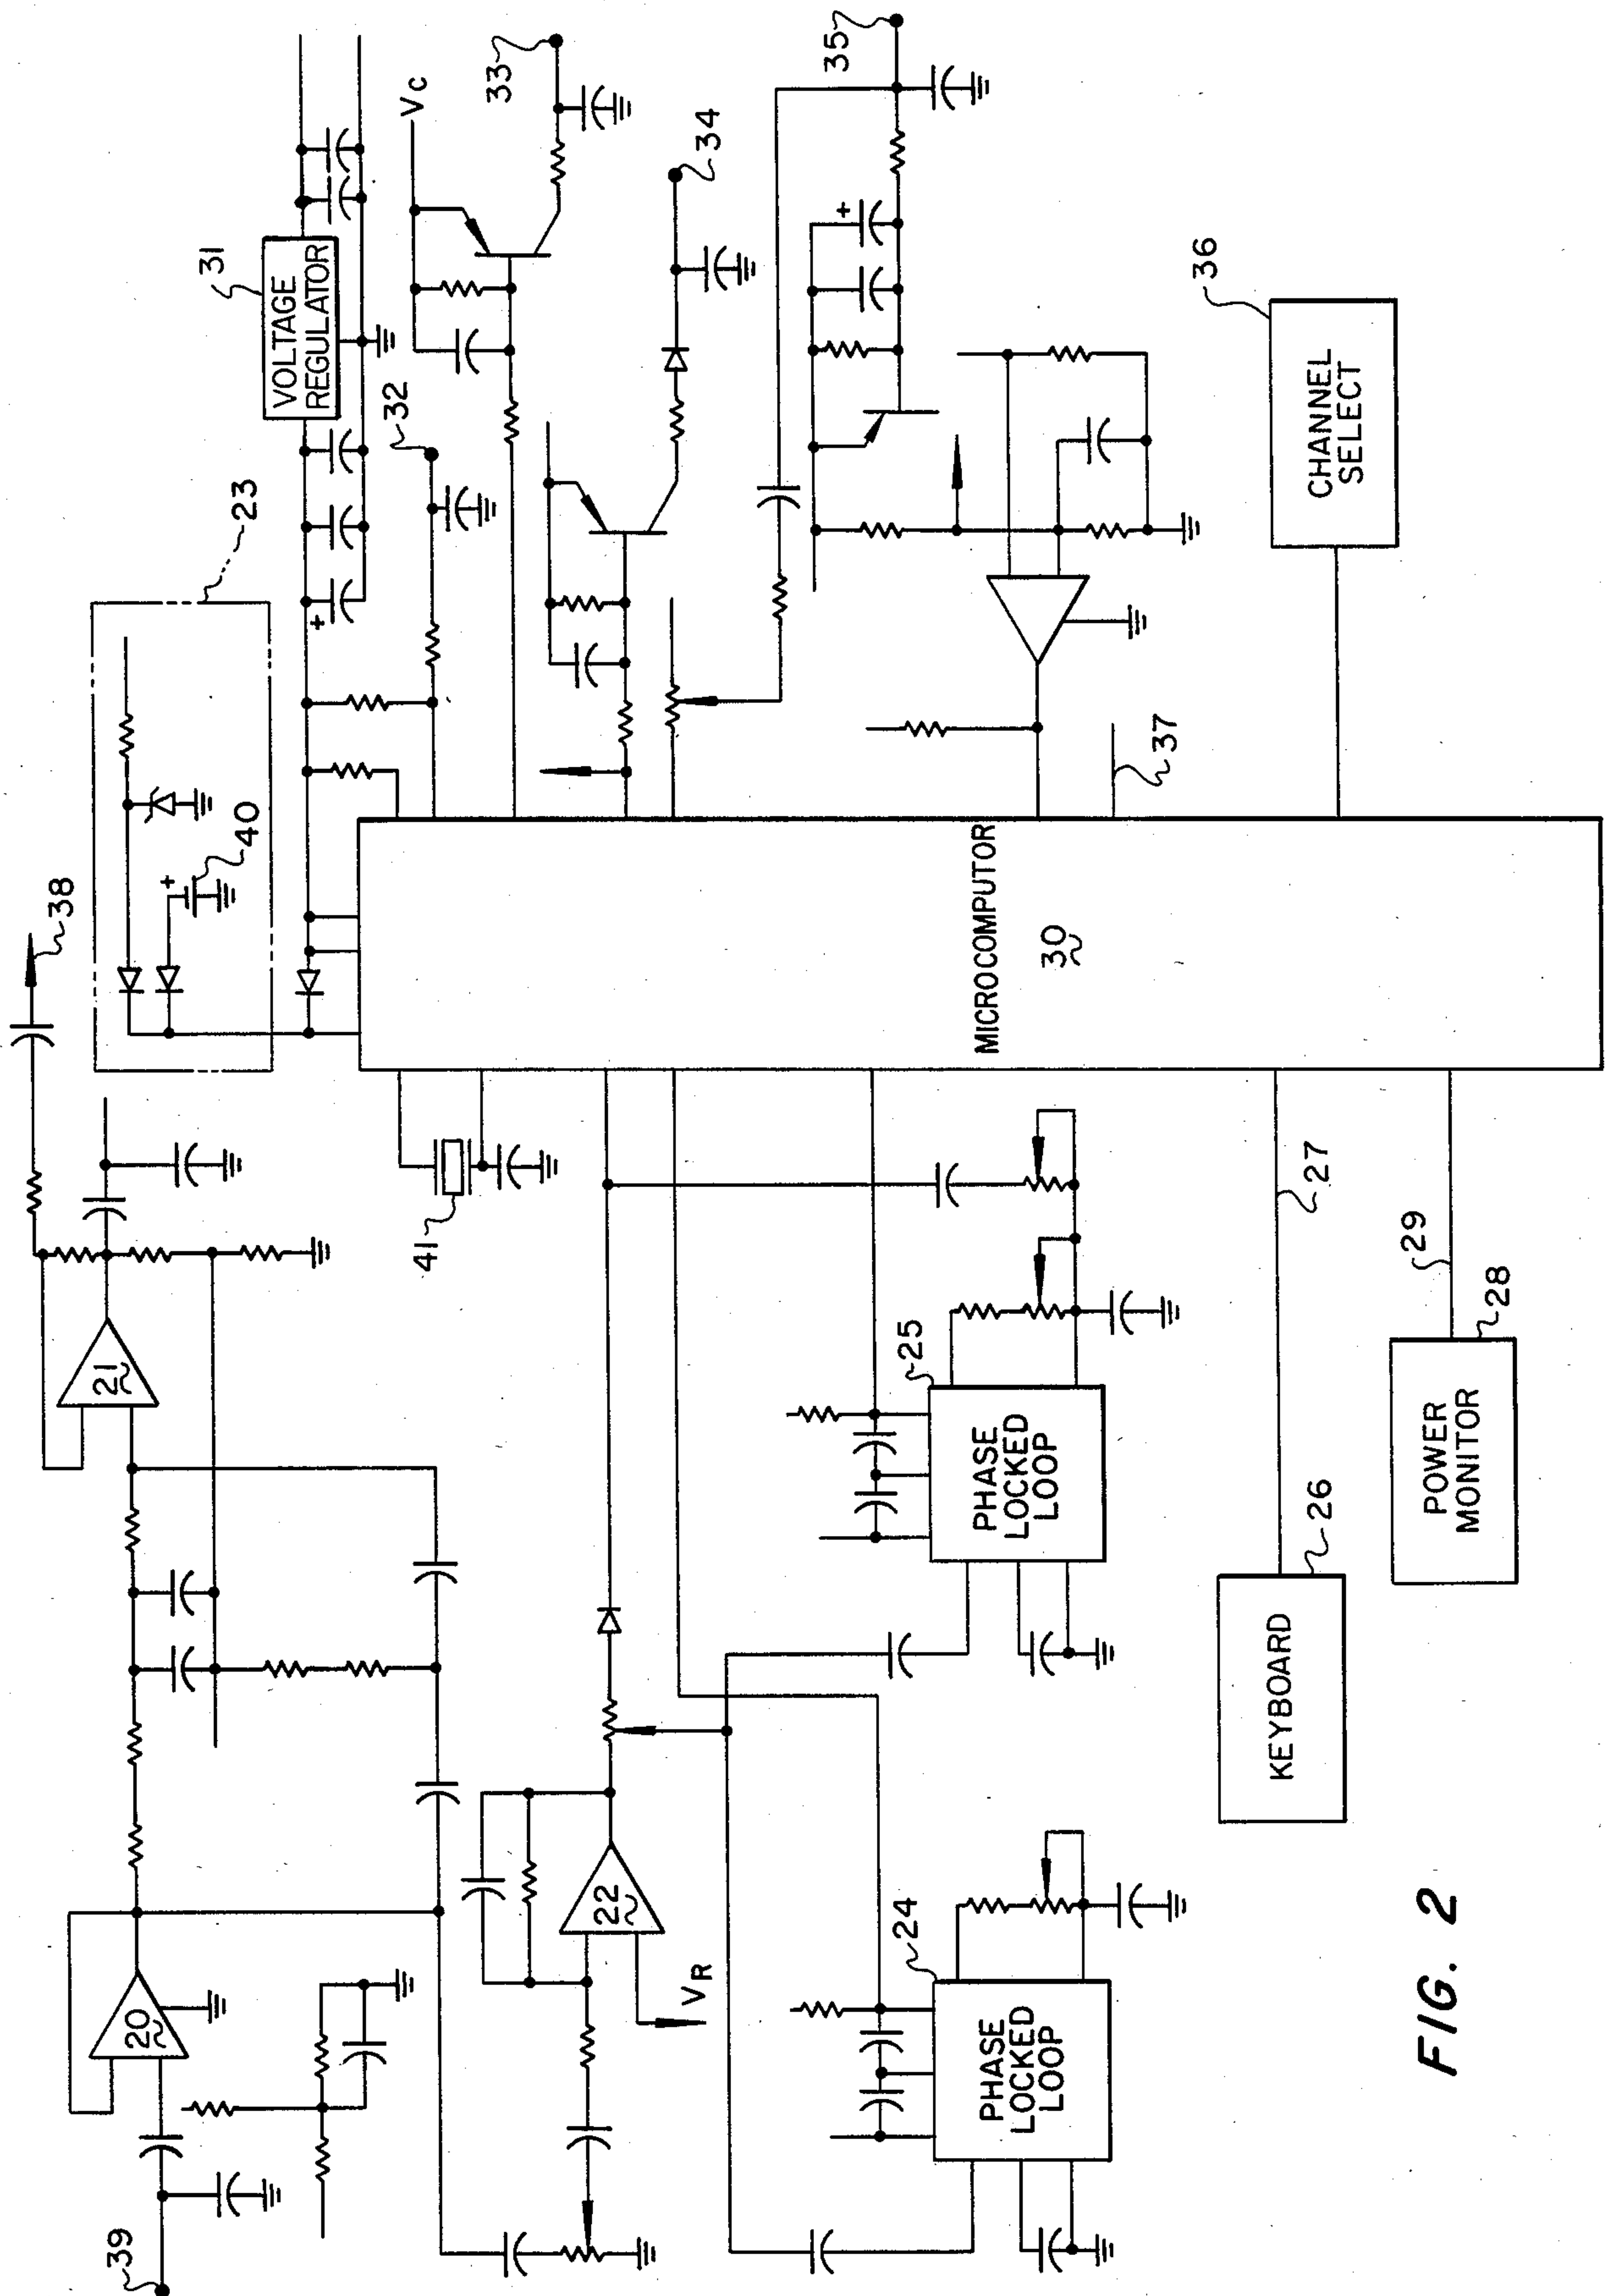 39
20
21
38
40
23
31
VOLTAGE
REGULATOR
32
Vc
41
33
22
VR
34
35
24
PHASE
LOCKED
LOOP
25
PHASE
LOCKED
LOOP
MICROCOMPUTOR
30
37
36
CHANNEL
SELECT
KEYBOARD
26
27
29
28
POWER
MONITOR
FIG. 2